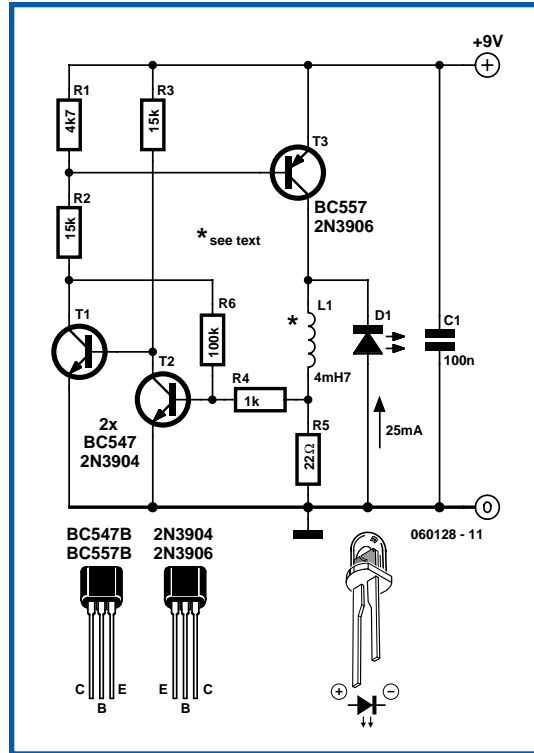 +9V
R1
4k7
R3
15k
T3
BC557
2N3906
R2
15k
* see text
T1
R6
100k
T2
R4
1k
L1
*
4mH7
D1
C1
100n
2x
BC547
2N3904
R5
22Ω
25mA
0
BC547B 2N3904
BC557B 2N3906
060128 - 11
C B E
E B C
+ −